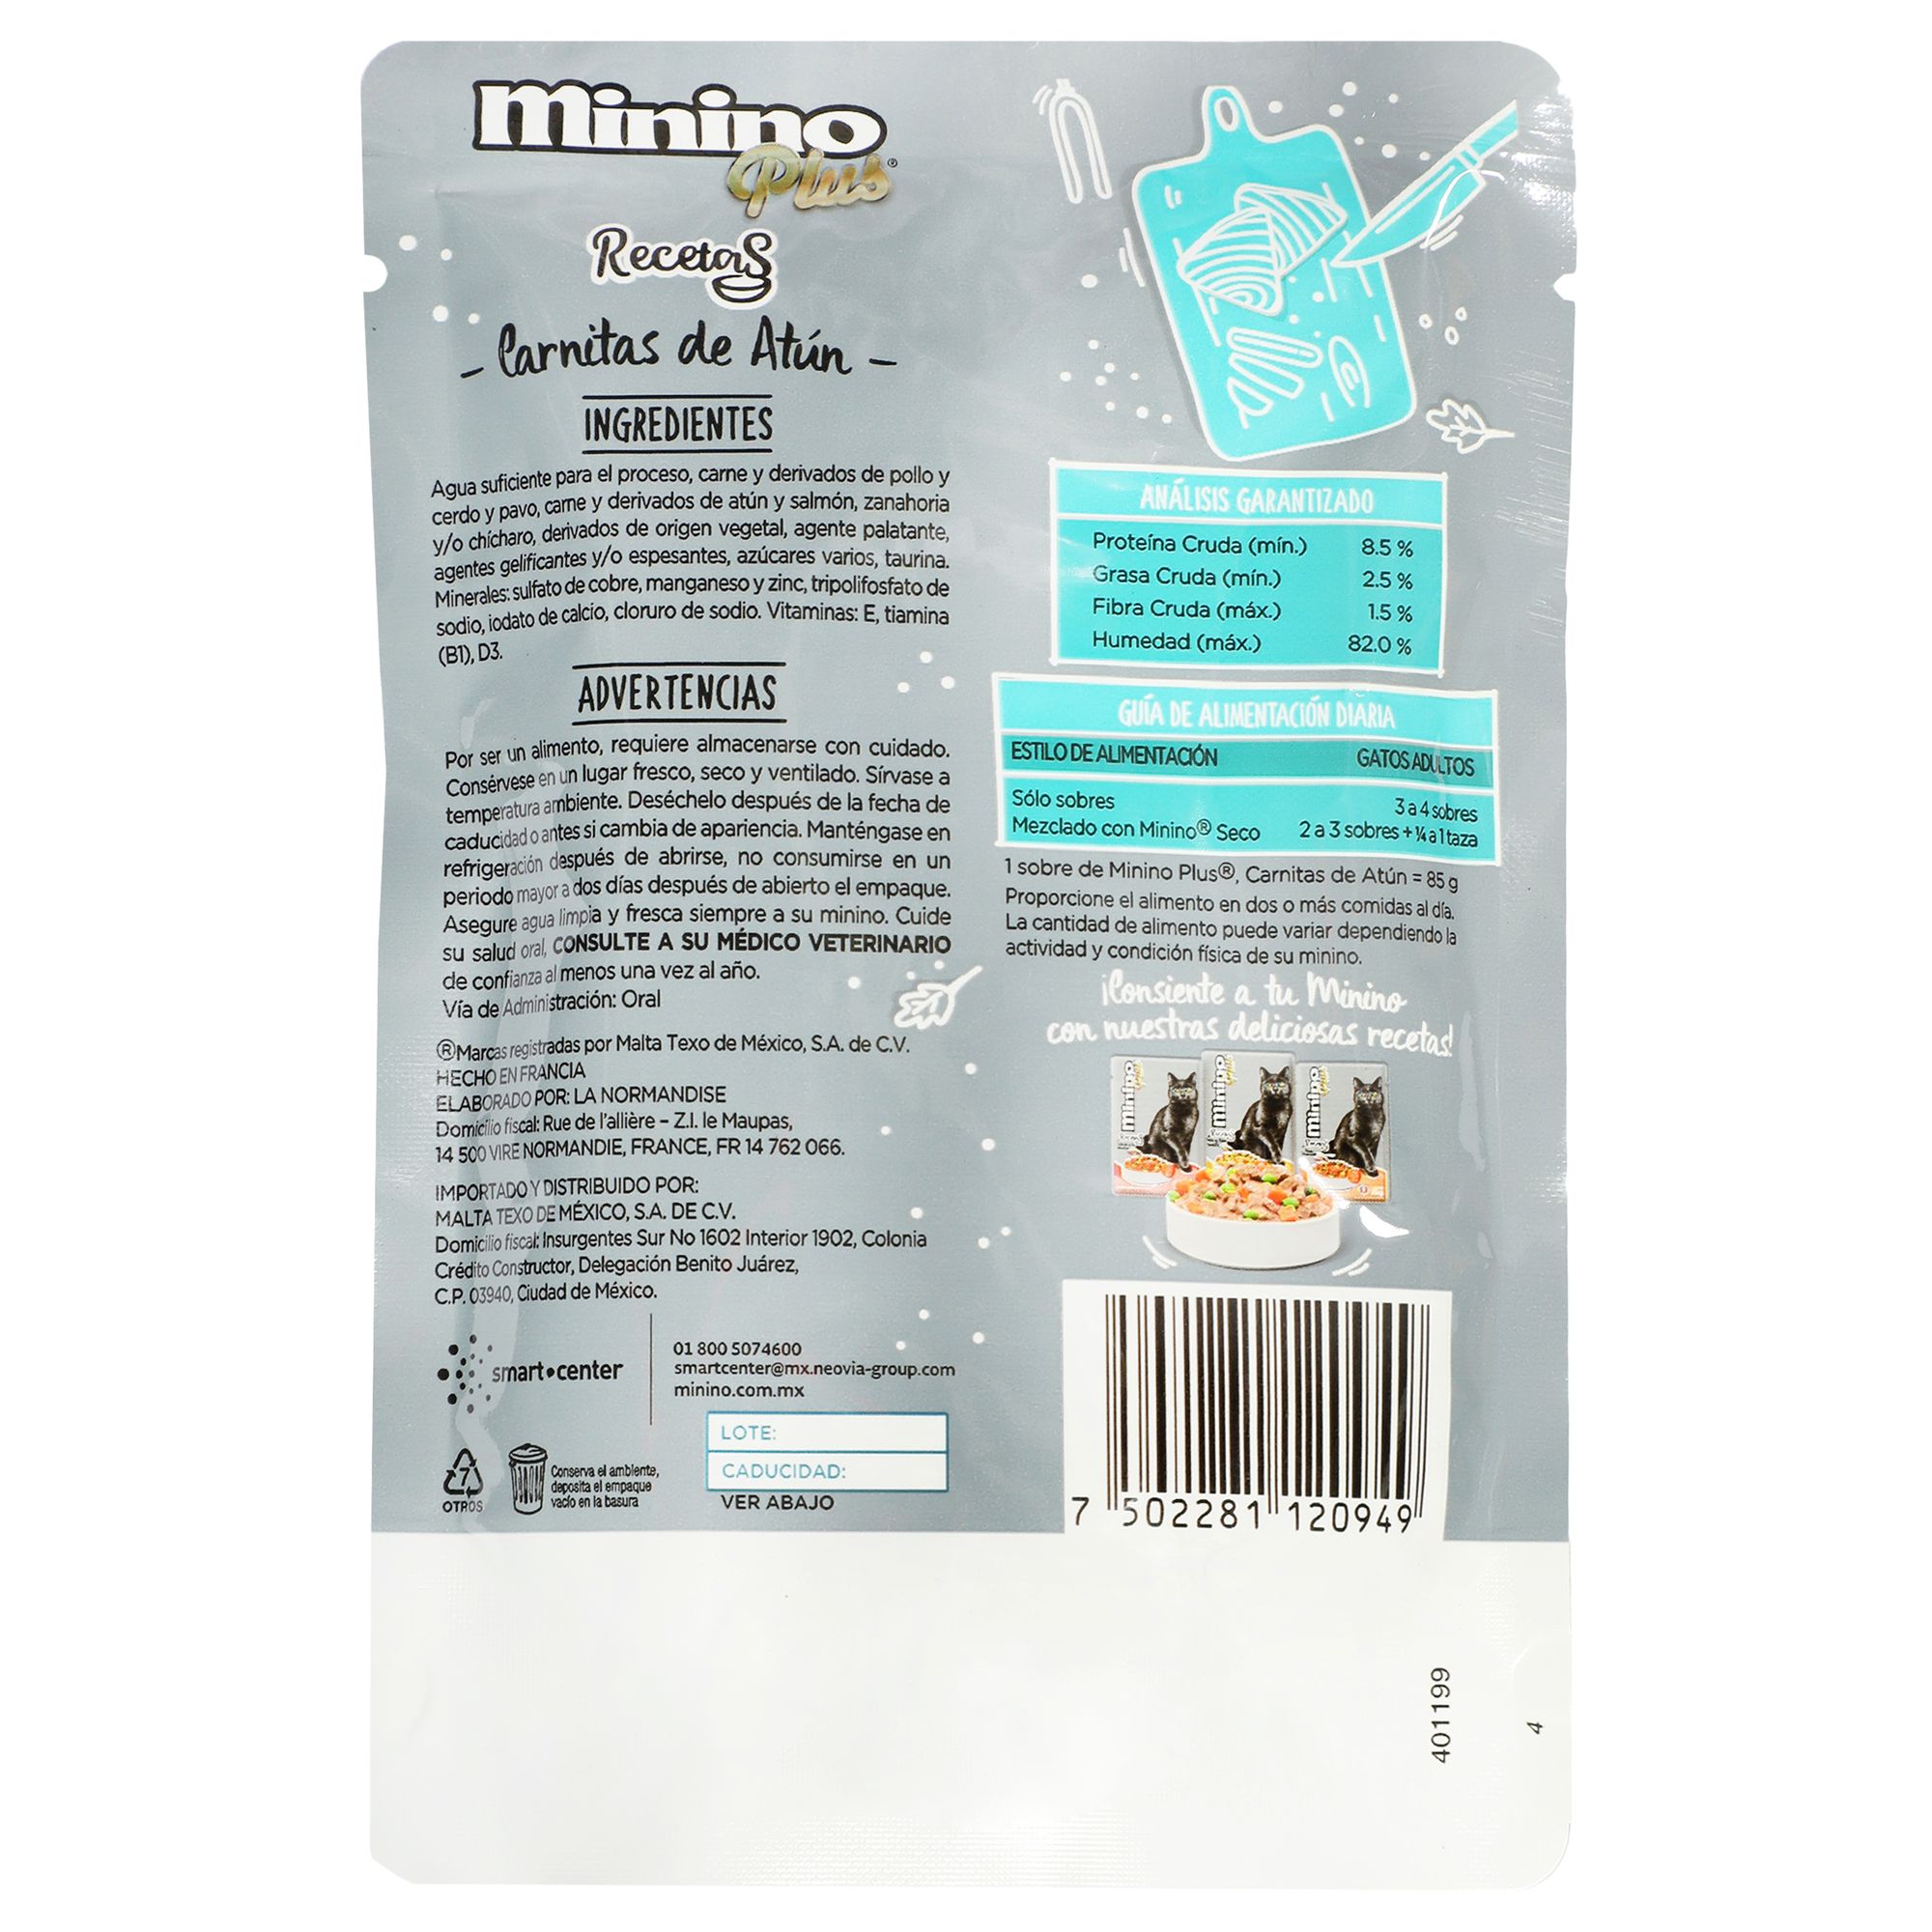 minino
Plus®
Recetas
- Carnitas de Atún -
INGREDIENTES
Agua suficiente para el proceso, carne y derivados de pollo y
cerdo y pavo, carne y derivados de atún y salmón, zanahoria
y/o chícharo, derivados de origen vegetal, agente palatante,
agentes gelificantes y/o espesantes, azúcares varios, taurina.
Minerales: sulfato de cobre, manganeso y zinc, tripolifosfato de
sodio, iodato de calcio, cloruro de sodio. Vitaminas: E, tiamina
(B1), D3.
ADVERTENCIAS
Por ser un alimento, requiere almacenarse con cuidado.
Consérvese en un lugar fresco, seco y ventilado. Sírvase a
temperatura ambiente. Deséchelo después de la fecha de
caducidad o antes si cambia de apariencia. Manténgase en
refrigeración después de abrirse, no consumirse en un
periodo mayor a dos días después de abierto el empaque.
Asegure agua limpia y fresca siempre a su minino. Cuide
su salud oral, CONSULTE A SU MÉDICO VETERINARIO
de confianza al menos una vez al año.
Vía de Administración: Oral
®Marcas registradas por Malta Texo de México, S.A. de C.V.
HECHO EN FRANCIA
ELABORADO POR: LA NORMANDISE
Domicilio fiscal: Rue de l'allière – Z.I. le Maupas,
14 500 VIRE NORMANDIE, FRANCE, FR 14 762 066.
IMPORTADO Y DISTRIBUIDO POR:
MALTA TEXO DE MÉXICO, S.A. DE C.V.
Domicilio fiscal: Insurgentes Sur No 1602 Interior 1902, Colonia
Crédito Constructor, Delegación Benito Juárez,
C.P. 03940, Ciudad de México.
smart•center
01 800 5074600
smartcenter@mx.neovia-group.com
minino.com.mx
LOTE:
CADUCIDAD:
VER ABAJO
7
OTROS
Conserva el ambiente,
deposita el empaque
vacío en la basura
ANÁLISIS GARANTIZADO
Proteína Cruda (mín.) 8.5 %
Grasa Cruda (mín.) 2.5 %
Fibra Cruda (máx.) 1.5 %
Humedad (máx.) 82.0 %
GUÍA DE ALIMENTACIÓN DIARIA
ESTILO DE ALIMENTACIÓN GATOS ADULTOS
Sólo sobres 3 a 4 sobres
Mezclado con Minino® Seco 2 a 3 sobres + ¼ a 1 taza
1 sobre de Minino Plus®, Carnitas de Atún = 85 g
Proporcione el alimento en dos o más comidas al día.
La cantidad de alimento puede variar dependiendo la
actividad y condición física de su minino.
¡Consiente a tu Minino
con nuestras deliciosas recetas!
minino Plus
minino Plus
minino Plus
7 502281 120949
401199
4